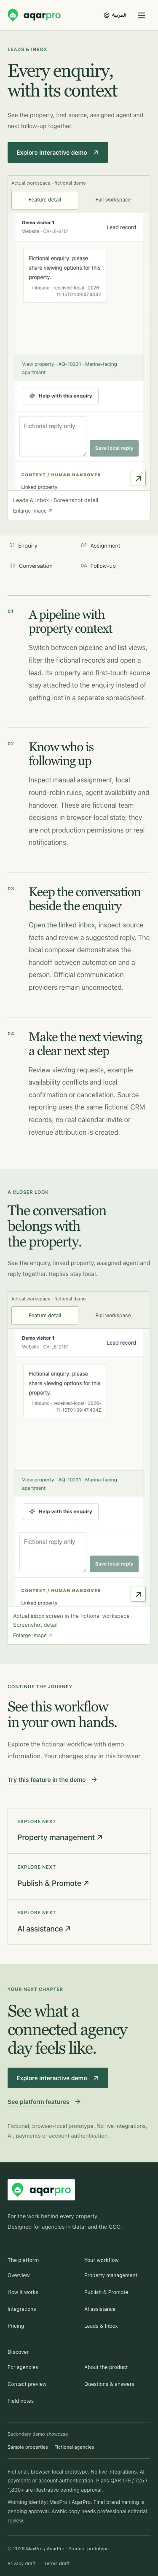 aqarpro
العربية
LEADS & INBOX
Every enquiry,
with its context
See the property, first source, assigned agent and
next follow-up together.
Explore interactive demo ↗
Actual workspace · fictional demo
Feature detail
Full workspace
Demo visitor 1
Website · CV-LE-2101
Lead record
Fictional enquiry: please
share viewing options for this
property.
inbound · received-local · 2026-
11-15T01:39:47.404Z
View property · AQ-10231 · Marina-facing
apartment
Help with this enquiry
Fictional reply only
Save local reply
CONTEXT / HUMAN HANDOVER
Linked property
Leads & Inbox · Screenshot detail
Enlarge image ↗
01 Enquiry
02 Assignment
03 Conversation
04 Follow-up
01
A pipeline with
property context
Switch between pipeline and list views,
filter the fictional records and open a
lead. Its property and first-touch source
stay attached to the enquiry instead of
getting lost in a separate spreadsheet.
02
Know who is
following up
Inspect manual assignment, local
round-robin rules, agent availability and
handover. These are fictional team
decisions in browser-local state; they
are not production permissions or real
notifications.
03
Keep the conversation
beside the enquiry
Open the linked inbox, inspect source
facts and review a suggested reply. The
local composer demonstrates the
handoff between automation and a
person. Official communication
providers remain unconnected.
04
Make the next viewing
a clear next step
Review viewing requests, example
availability conflicts and local
confirmation or cancellation. Source
reporting uses the same fictional CRM
records; no real calendar invite or
revenue attribution is created.
A CLOSER LOOK
The conversation
belongs with
the property.
See the enquiry, linked property, assigned agent and
reply together. Replies stay local.
Actual workspace · fictional demo
Feature detail
Full workspace
Demo visitor 1
Website · CV-LE-2101
Lead record
Fictional enquiry: please
share viewing options for this
property.
inbound · received-local · 2026-
11-15T01:39:47.404Z
View property · AQ-10231 · Marina-facing
apartment
Help with this enquiry
Fictional reply only
Save local reply
CONTEXT / HUMAN HANDOVER
Linked property
Actual inbox screen in the fictional workspace ·
Screenshot detail
Enlarge image ↗
CONTINUE THE JOURNEY
See this workflow
in your own hands.
Explore the fictional workflow with demo
information. Your changes stay in this browser.
Try this feature in the demo →
EXPLORE NEXT
Property management ↗
EXPLORE NEXT
Publish & Promote ↗
EXPLORE NEXT
AI assistance ↗
YOUR NEXT CHAPTER
See what a
connected agency
day feels like.
Explore interactive demo ↗
See platform features →
Fictional, browser-local prototype. No live integrations,
AI, payments or account authentication.
aqarpro
For the work behind every property.
Designed for agencies in Qatar and the GCC.
The platform
Your workflow
Overview
Property management
How it works
Publish & Promote
Integrations
AI assistance
Pricing
Leads & inbox
Discover
For agencies
About the product
Contact preview
Questions & answers
Field notes
Secondary demo showcase
Sample properties
Fictional agencies
Fictional, browser-local prototype. No live integrations, AI,
payments or account authentication. Plans QAR 179 / 725 /
1,800+ are illustrative pending approval.
Working identity: MaxPro / AqarPro. Final brand naming is
pending approval. Arabic copy needs professional editorial
review.
© 2026 MaxPro / AqarPro · Product prototype
Privacy draft
Terms draft